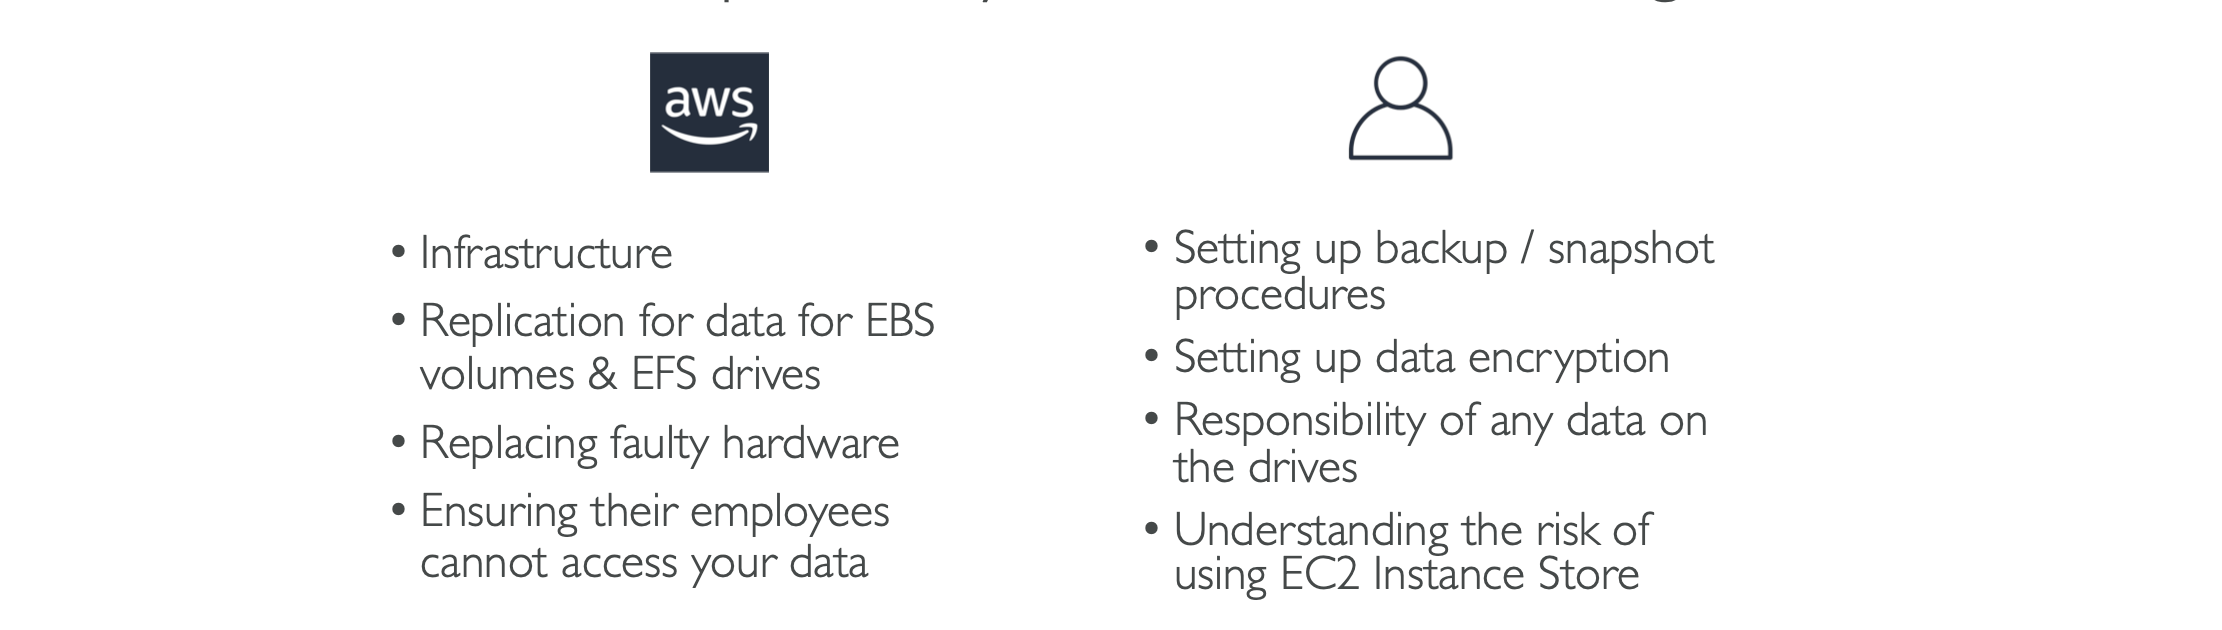 aws
• Infrastructure
• Replication for data for EBS
volumes & EFS drives
• Replacing faulty hardware
• Ensuring their employees
cannot access your data
• Setting up backup / snapshot
procedures
• Setting up data encryption
• Responsibility of any data on
the drives
• Understanding the risk of
using EC2 Instance Store